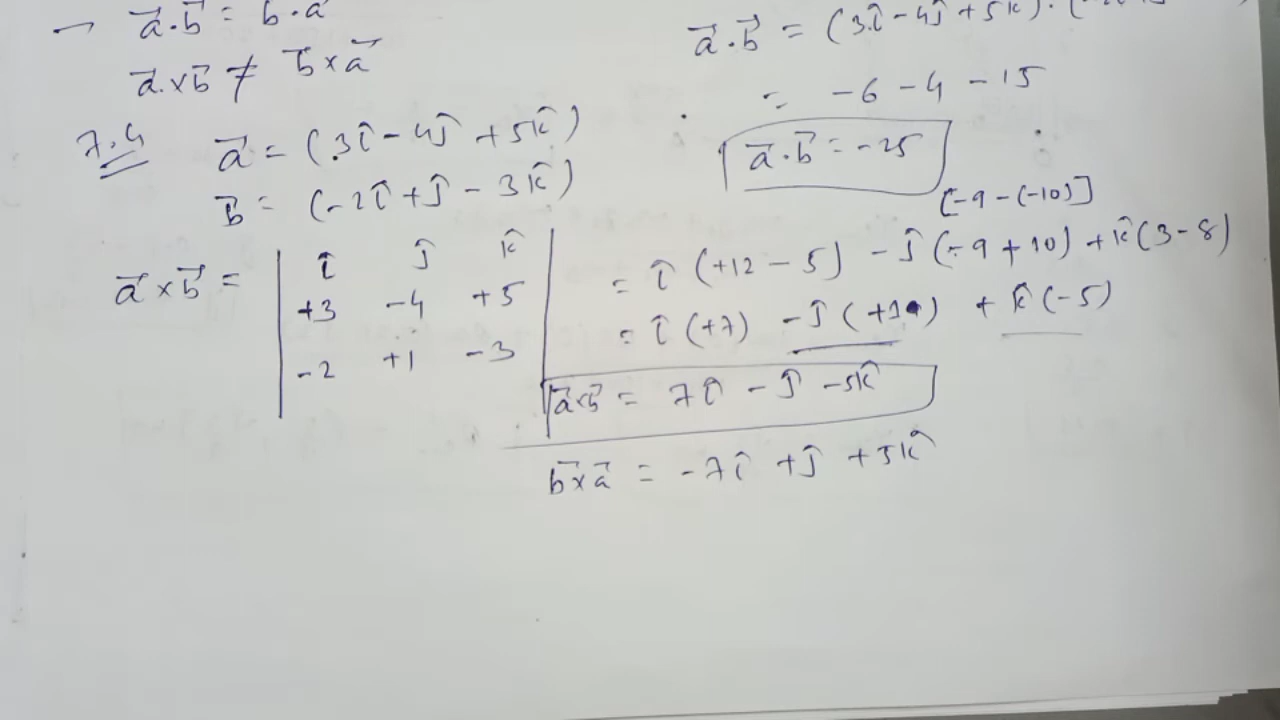 → a⃗.b⃗ = b⃗.a⃗
a⃗×b⃗ ≠ b⃗×a⃗
7.4
a⃗ = (3î - 4ĵ + 5k̂)
b⃗ = (-2î + ĵ - 3k̂)
a⃗×b⃗ = | î ĵ k̂ |
+3 -4 +5
-2 +1 -3
a⃗.b⃗ = (3î - 4ĵ + 5k̂).(
= -6 - 4 - 15
a⃗.b⃗ = -25
[-9 - (-10)]
= î (+12 - 5) - ĵ (-9 + 10) + k̂ (3 - 8)
= î (+7) - ĵ (+1) + k̂ (-5)
a⃗×b⃗ = 7î - ĵ - 5k̂
b⃗×a⃗ = -7î + ĵ + 5k̂